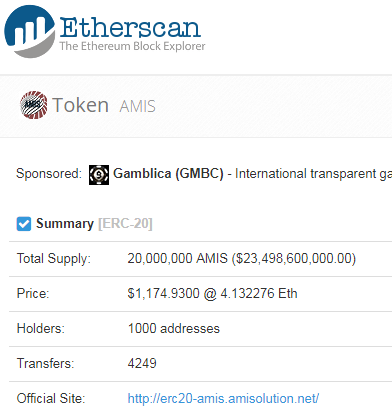 Etherscan
The Ethereum Block Explorer
AMIS
Token AMIS
Sponsored: Gamblica (GMBC) - International transparent ga
Summary [ERC-20]
Total Supply: 20,000,000 AMIS ($23,498,600,000.00)
Price: $1,174.9300 @ 4.132276 Eth
Holders: 1000 addresses
Transfers: 4249
Official Site: http://erc20-amis.amisolution.net/